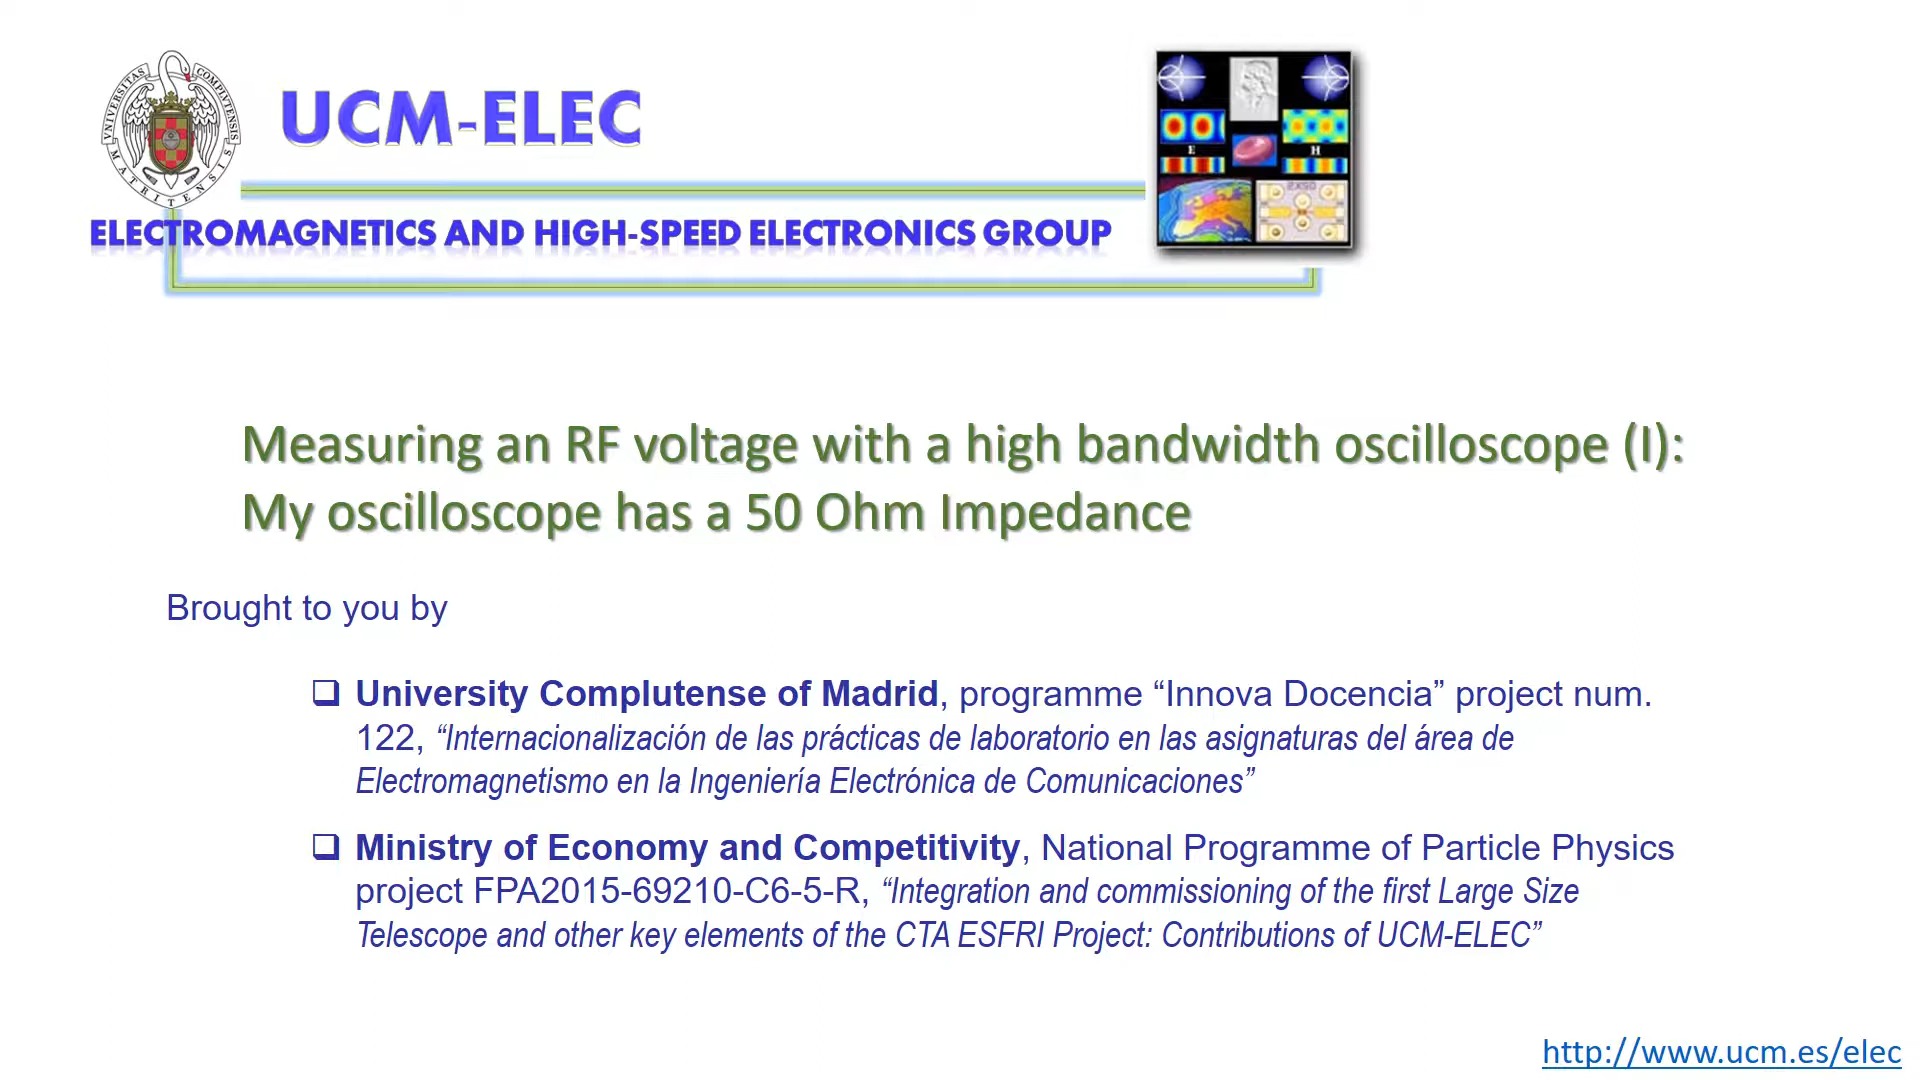 UNIVERSITAS COMPLUTENSIS MATRITENSIS
UCM-ELEC
ELECTROMAGNETICS AND HIGH-SPEED ELECTRONICS GROUP
E
H
Measuring an RF voltage with a high bandwidth oscilloscope (I):
My oscilloscope has a 50 Ohm Impedance
Brought to you by
University Complutense of Madrid, programme “Innova Docencia” project num.
122, “Internacionalización de las prácticas de laboratorio en las asignaturas del área de
Electromagnetismo en la Ingeniería Electrónica de Comunicaciones”
Ministry of Economy and Competitivity, National Programme of Particle Physics
project FPA2015-69210-C6-5-R, “Integration and commissioning of the first Large Size
Telescope and other key elements of the CTA ESFRI Project: Contributions of UCM-ELEC”
http://www.ucm.es/elec